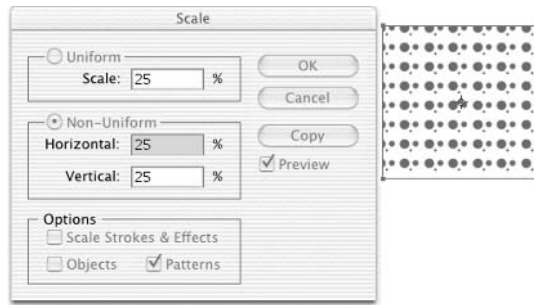 Scale
Uniform
Scale: 25 %
OK
Cancel
Non-Uniform
Horizontal: 25 %
Copy
Preview
Vertical: 25 %
Options
Scale Strokes & Effects
Objects Patterns